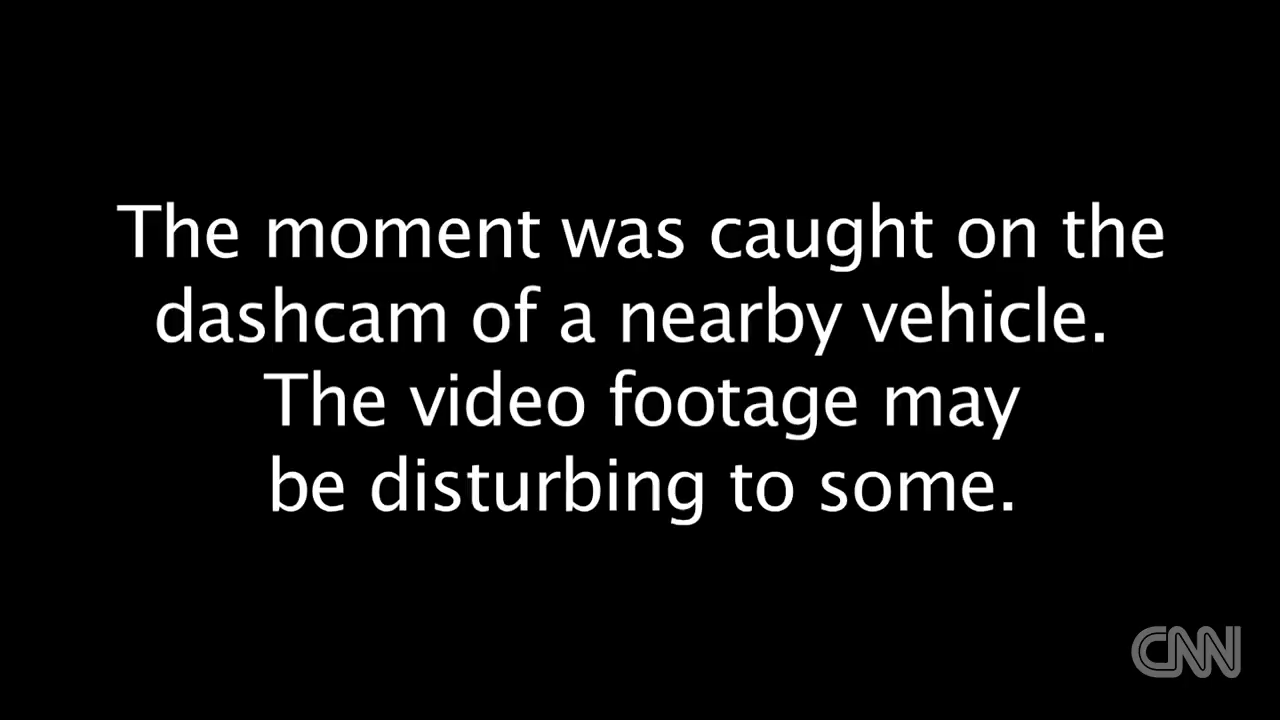 The moment was caught on the
dashcam of a nearby vehicle.
The video footage may
be disturbing to some.
CNN